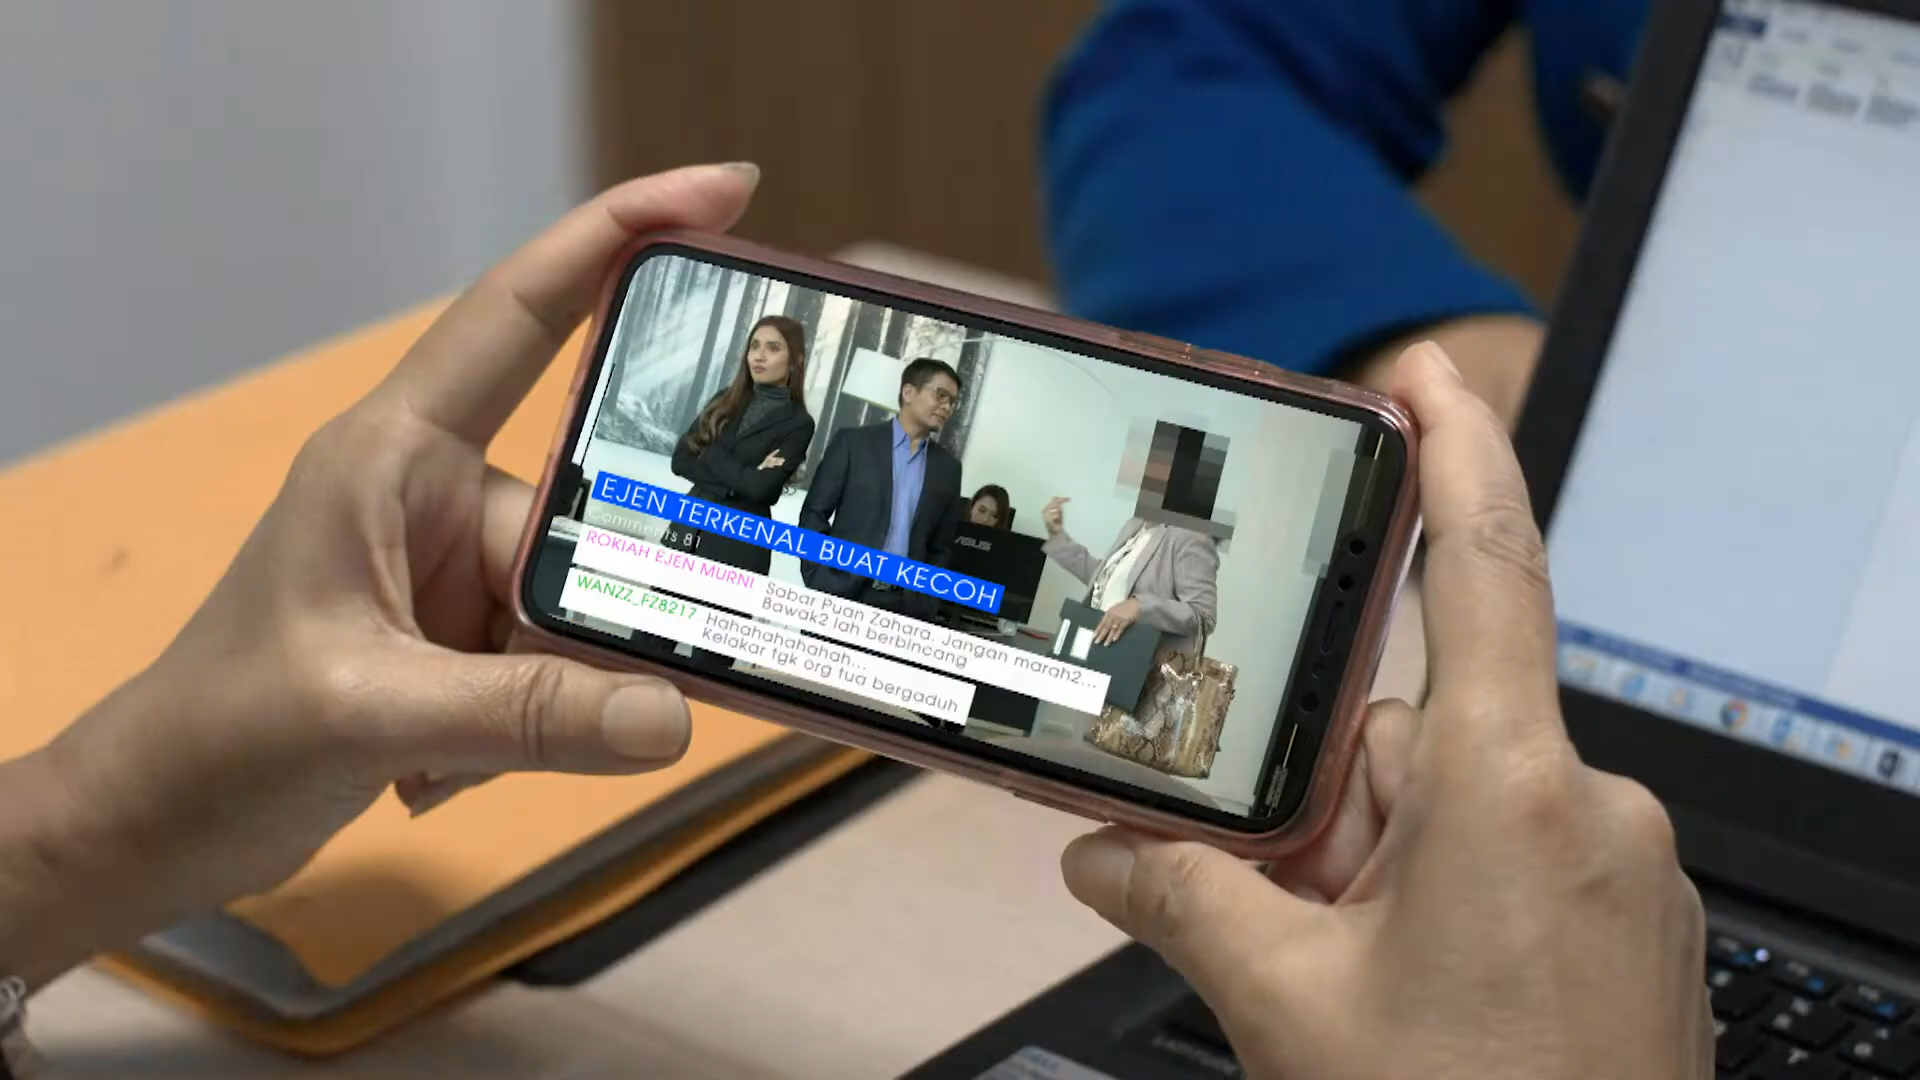 EJEN TERKENAL BUAT KECOH
Comments 81
ROKIAH EJEN MURNI Sabar Puan Zahara. Jangan marah2...
Bawak2 lah berbincang
WANZZ_FZ8217 Hahahahahahah...
Kelakar tgk org tua bergaduh
ASUS